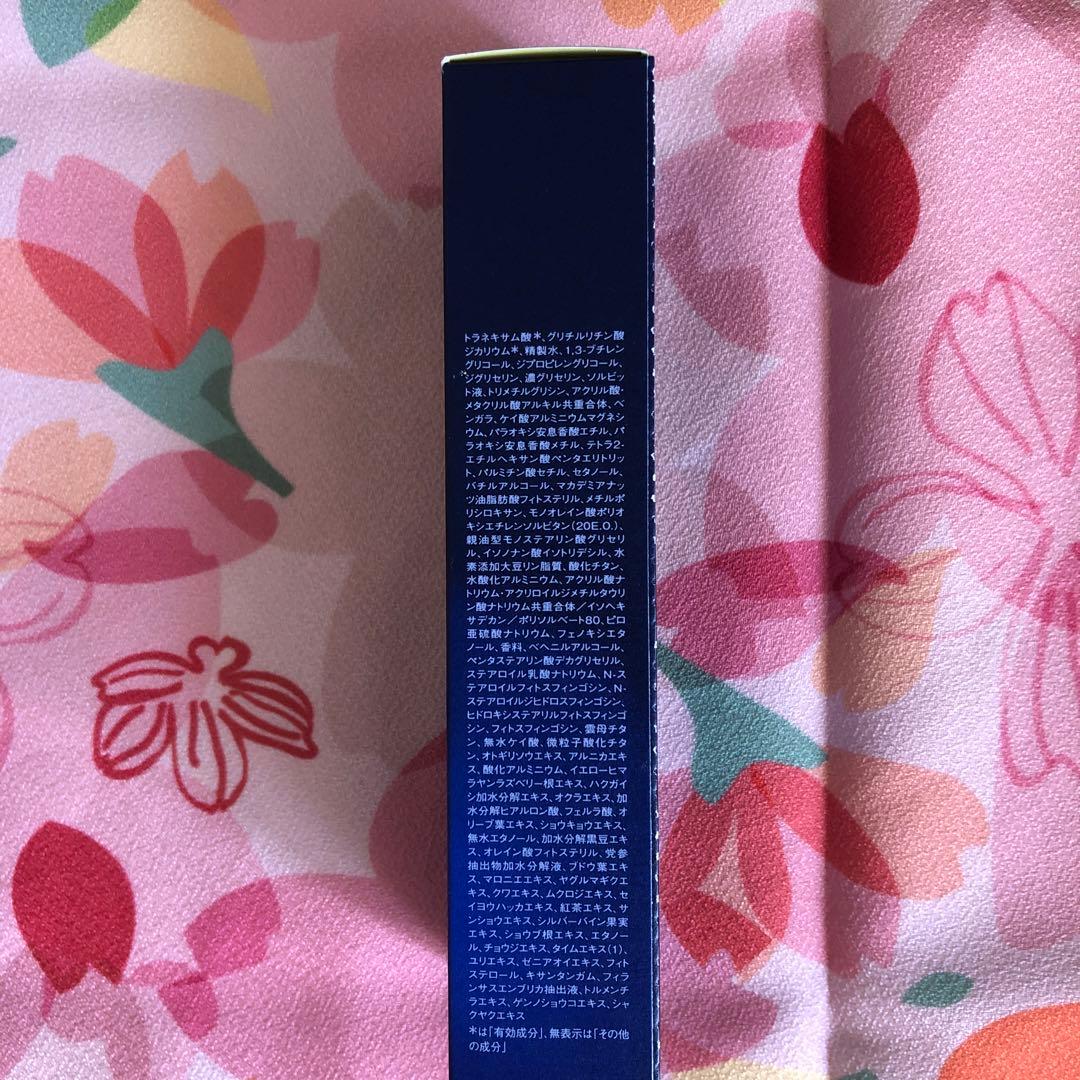 トラネキサム酸*、グリチルリチン酸
ジカリウム*、精製水、1,3-ブチレン
グリコール、ジプロピレングリコール、
ジグリセリン、濃グリセリン、ソルビッ
ト液、トリメチルグリシン、アクリル酸・
メタクリル酸アルキル共重合体、ベ
ンガラ、ケイ酸アルミニウムマグネシ
ウム、パラオキシ安息香酸エチル、パ
ラオキシ安息香酸メチル、テトラ2-
エチルヘキサン酸ペンタエリトリッ
ト、パルミチン酸セチル、セタノール、
バチルアルコール、マカデミアナッ
ツ油脂肪酸フィトステリル、メチルポ
リシロキサン、モノオレイン酸ポリオ
キシエチレンソルビタン(20E.O.)、
親油型モノステアリン酸グリセリ
ル、イソノナン酸イソトリデシル、水
素添加大豆リン脂質、酸化チタン、
水酸化アルミニウム、アクリル酸ナ
トリウム・アクリロイルジメチルタウリ
ン酸ナトリウム共重合体/イソヘキ
サデカン/ポリソルベート80、ピロ
亜硫酸ナトリウム、フェノキシエタ
ノール、香料、ベヘニルアルコール、
ペンタステアリン酸デカグリセリル、
ステアロイル乳酸ナトリウム、N-ス
テアロイルフィトスフィンゴシン、N-
ステアロイルジヒドロスフィンゴシン、
ヒドロキシステアリルフィトスフィンゴ
シン、フィトスフィンゴシン、雲母チタ
ン、無水ケイ酸、微粒子酸化チタ
ン、オトギリソウエキス、アルニカエキ
ス、酸化アルミニウム、イエローヒマ
ラヤンラズベリー根エキス、ハクガイ
シ加水分解エキス、オクラエキス、加
水分解ヒアルロン酸、フェルラ酸、オ
リーブ葉エキス、ショウキョウエキス、
無水エタノール、加水分解黒豆エキ
ス、オレイン酸フィトステリル、党参
抽出物加水分解液、ブドウ葉エキ
ス、マロニエエキス、ヤグルマギクエ
キス、クワエキス、ムクロジエキス、セ
イヨウハッカエキス、紅茶エキス、サ
ンショウエキス、シルバーバイン果実
エキス、ショウブ根エキス、エタノー
ル、チョウジエキス、タイムエキス(1)、
ユリエキス、ゼニアオイエキス、フィト
ステロール、キサンタンガム、フィラ
ンサスエンブリカ抽出液、トルメンチ
ラエキス、ゲンノショウコエキス、シャ
クヤクエキス
*は「有効成分」、無表示は「その他
の成分」